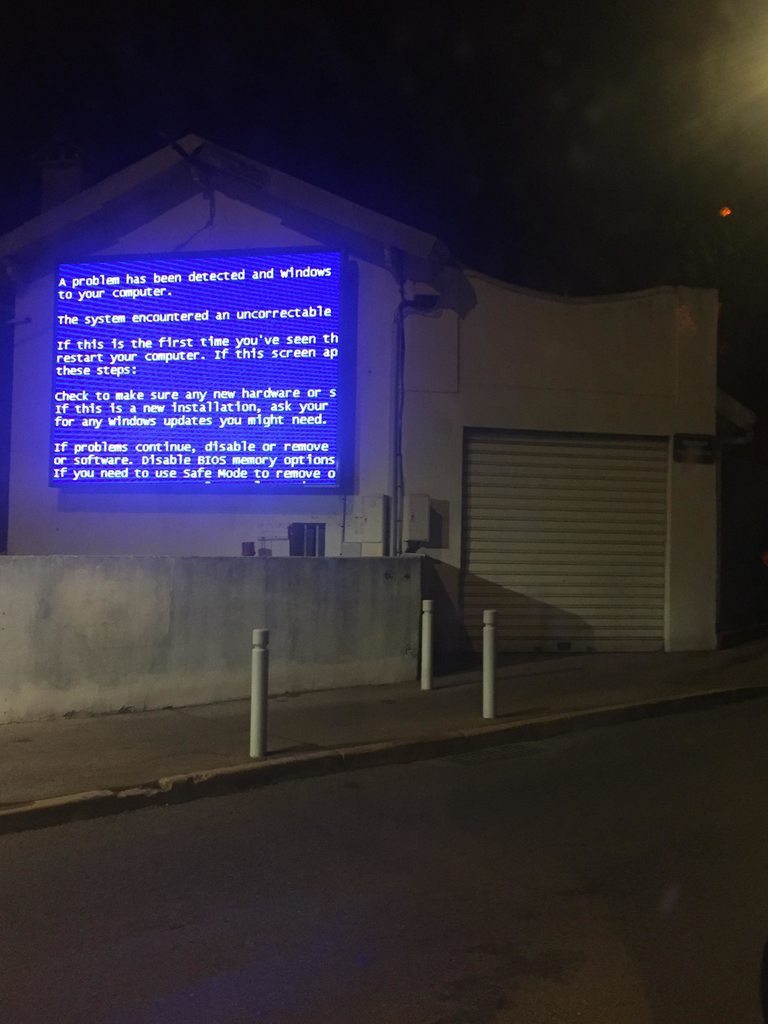 A problem has been detected and Windows
to your computer.
The system encountered an uncorrectable
If this is the first time you've seen th
restart your computer. If this screen ap
these steps:
Check to make sure any new hardware or s
If this is a new installation, ask your
for any Windows updates you might need.
If problems continue, disable or remove
or software. Disable BIOS memory options
If you need to use Safe Mode to remove o